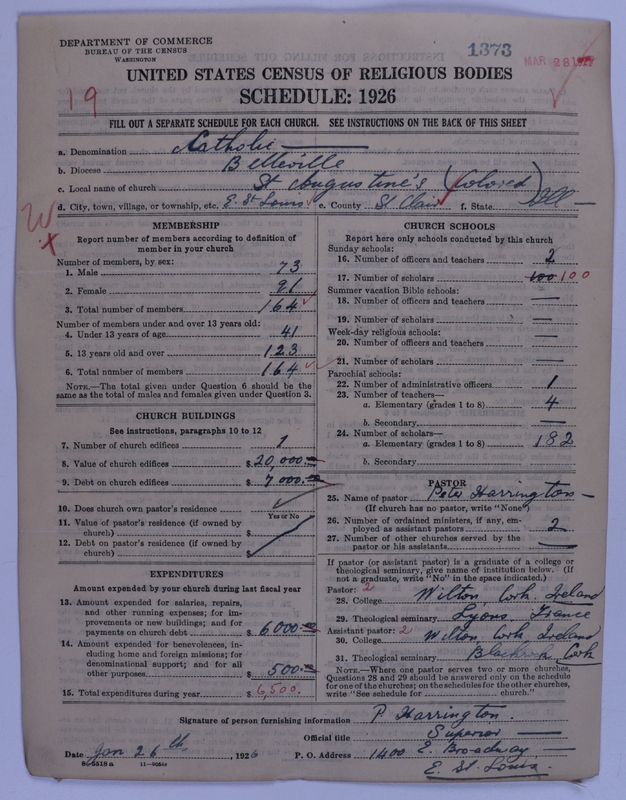 DEPARTMENT OF COMMERCE
BUREAU OF THE CENSUS
WASHINGTON
1373
MAR 28 1927
UNITED STATES CENSUS OF RELIGIOUS BODIES
SCHEDULE: 1926
19
FILL OUT A SEPARATE SCHEDULE FOR EACH CHURCH. SEE INSTRUCTIONS ON THE BACK OF THIS SHEET
a. Denomination Catholic
b. Diocese Belleville
c. Local name of church St Augustine's (Colored)
d. City, town, village, or township, etc. E. St Louis e. County St Clair f. State Ill
MEMBERSHIP
Report number of members according to definition of
member in your church
Number of members, by sex:
1. Male 73
2. Female 91
3. Total number of members 164
Number of members under and over 13 years old:
4. Under 13 years of age 41
5. 13 years old and over 123
6. Total number of members 164
NOTE.—The total given under Question 6 should be the
same as the total of males and females given under Question 3.
CHURCH BUILDINGS
See instructions, paragraphs 10 to 12
7. Number of church edifices 1
8. Value of church edifices $ 20,000.00
9. Debt on church edifices $ 7000.00
10. Does church own pastor's residence
Yes or No
11. Value of pastor's residence (if owned by
church) $
12. Debt on pastor's residence (if owned by
church) $
EXPENDITURES
Amount expended by your church during last fiscal year
13. Amount expended for salaries, repairs,
and other running expenses; for im-
provements or new buildings; and for
payments on church debt $ 6000.00
14. Amount expended for benevolences, in-
cluding home and foreign missions; for
denominational support; and for all
other purposes $ 500.00
15. Total expenditures during year $ 6,500.
CHURCH SCHOOLS
Report here only schools conducted by this church
Sunday schools:
16. Number of officers and teachers 2
17. Number of scholars 100 100
Summer vacation Bible schools:
18. Number of officers and teachers —
19. Number of scholars —
Week-day religious schools:
20. Number of officers and teachers —
21. Number of scholars —
Parochial schools:
22. Number of administrative officers 1
23. Number of teachers—
a. Elementary (grades 1 to 8) 4
b. Secondary —
24. Number of scholars—
a. Elementary (grades 1 to 8) 182
b. Secondary
PASTOR
25. Name of pastor Peter Harrington
(If church has no pastor, write "None")
26. Number of ordained ministers, if any, em-
ployed as assistant pastors 2
27. Number of other churches served by the
pastor or his assistants —
If pastor (or assistant pastor) is a graduate of a college or
theological seminary, give name of institution below. (If
not a graduate, write "No" in the space indicated.)
Pastor: 2
28. College Wilton, Cork, Ireland
29. Theological seminary Lyons, France
Assistant pastor: 2
30. College Wilton, Cork Ireland
31. Theological seminary Blackrock, Cork
NOTE.—Where one pastor serves two or more churches,
Questions 28 and 29 should be answered only on the schedule
for one of the churches; on the schedules for the other churches,
write "See schedule for church."
Signature of person furnishing information P Harrington.
Official title Superior
Date Jan 26th, 1926 P. O. Address 1400 E. Broadway
E. St. Louis.